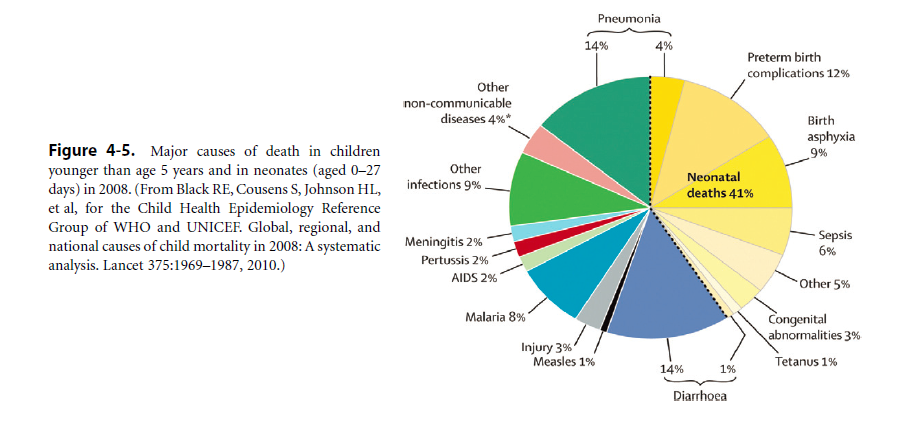 Figure 4-5. Major causes of death in children
younger than age 5 years and in neonates (aged 0–27
days) in 2008. (From Black RE, Cousens S, Johnson HL,
et al, for the Child Health Epidemiology Reference
Group of WHO and UNICEF. Global, regional, and
national causes of child mortality in 2008: A systematic
analysis. Lancet 375:1969–1987, 2010.)
Pneumonia
14% 4%
Preterm birth
complications 12%
Birth
asphyxia
9%
Neonatal
deaths 41%
Sepsis
6%
Other 5%
Congenital
abnormalities 3%
Tetanus 1%
14% 1%
Diarrhoea
Measles 1%
Injury 3%
Malaria 8%
AIDS 2%
Pertussis 2%
Meningitis 2%
Other
infections 9%
Other
non-communicable
diseases 4%*